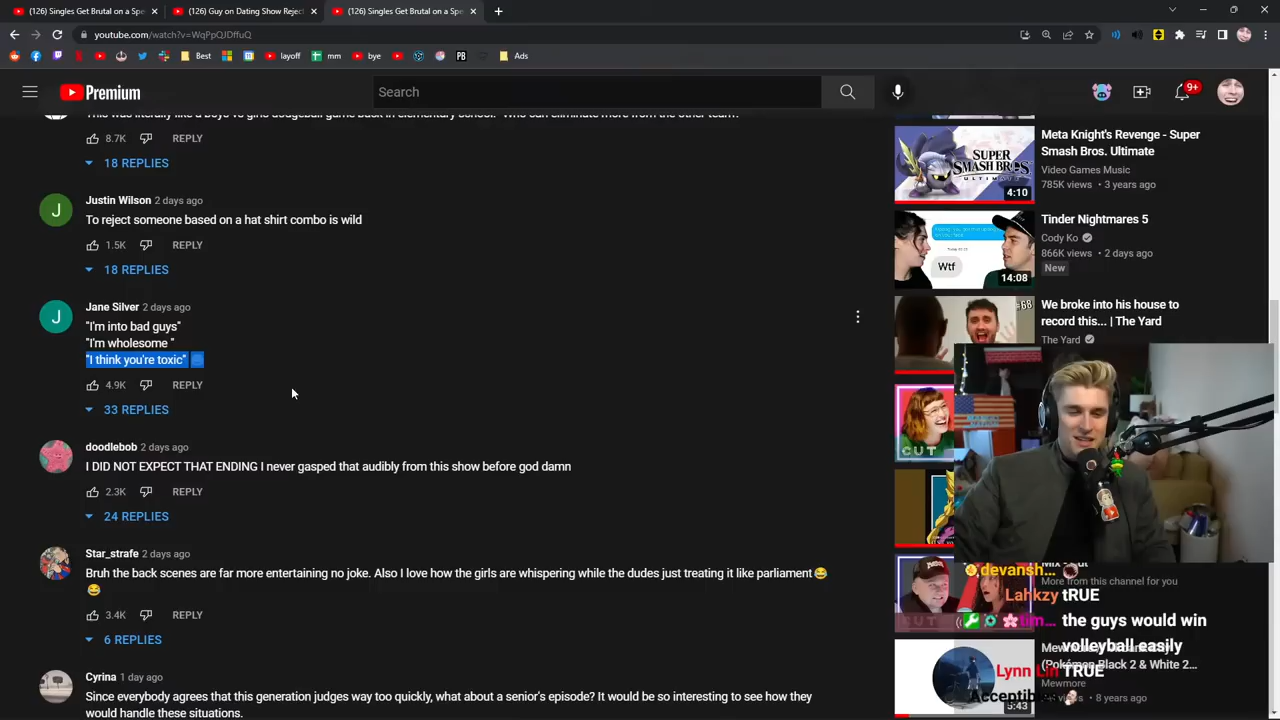 (126) Singles Get Brutal on a Spe
(126) Guy on Dating Show Reject
(126) Singles Get Brutal on a Spe
youtube.com/watch?v=WqPpQJDffuQ
Best
layoff
mm
bye
PB
Ads
Premium
Search
9+
This was literally like a boys vs girls dodgeball game back in elementary school. "Who can eliminate more from the other team?"
8.7K REPLY
18 REPLIES
Justin Wilson 2 days ago
To reject someone based on a hat shirt combo is wild
1.5K REPLY
18 REPLIES
Jane Silver 2 days ago
"I'm into bad guys"
"I'm wholesome "
"I think you're toxic"
4.9K REPLY
33 REPLIES
doodlebob 2 days ago
I DID NOT EXPECT THAT ENDING I never gasped that audibly from this show before god damn
2.3K REPLY
24 REPLIES
Star_strafe 2 days ago
Bruh the back scenes are far more entertaining no joke. Also I love how the girls are whispering while the dudes just treating it like parliament😂
😂
3.4K REPLY
6 REPLIES
Cyrina 1 day ago
Since everybody agrees that this generation judges way to quickly, what about a senior's episode? It would be so interesting to see how they
would handle these situations.
SUPER
SMASH BROS.
ULTIMATE
4:10
Meta Knight's Revenge - Super
Smash Bros. Ultimate
Video Games Music
785K views • 3 years ago
Wtf
14:08
Tinder Nightmares 5
Cody Ko
866K views • 2 days ago
New
#68
We broke into his house to
record this... | The Yard
The Yard
CUT
CUT
More from this channel for you
5:43
(Pokémon Black 2 & White 2...
Mewmore
views • 8 years ago
devansh...
Lahkzy tRUE
tim... the guys would win
volleyball easily
Lynn Lin TRUE